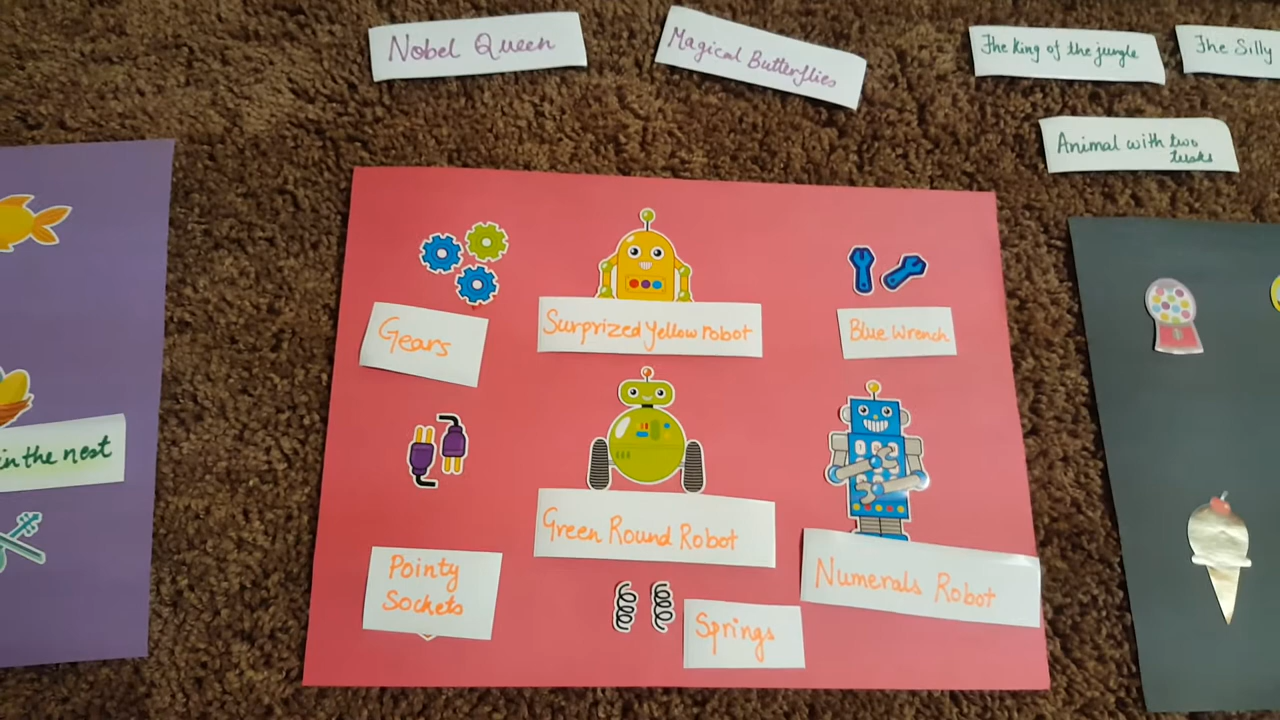 Nobel Queen
Magical Butterflies
The king of the jungle
The Silly
Animal with two
tusks
Gears
Surprized Yellow robot
Blue Wrench
in the nest
Green Round Robot
Pointy
Sockets
Numerals Robot
Springs